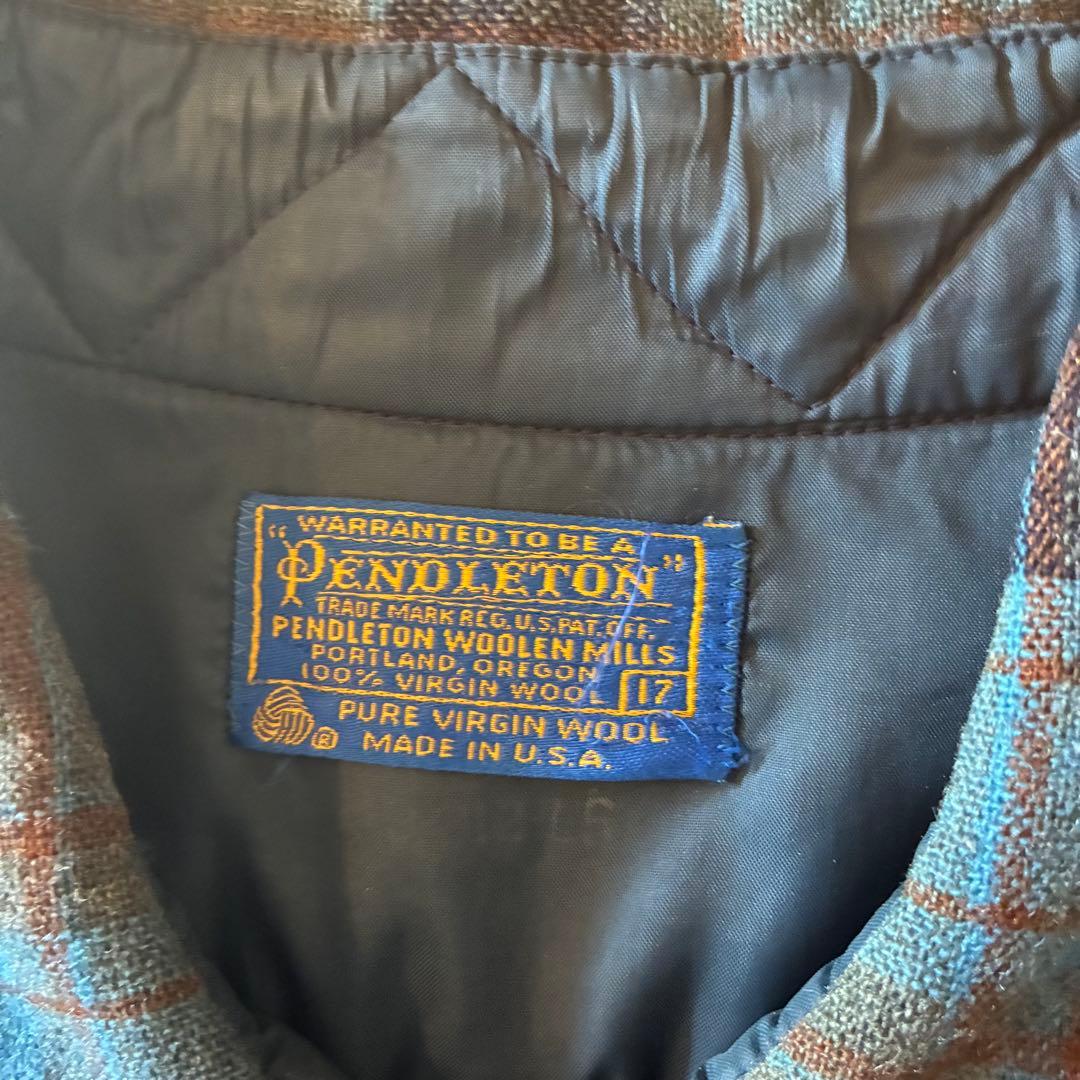 WARRANTED TO BE A
"PENDLETON"
TRADE MARK REG. U.S. PAT. OFF.
PENDLETON WOOLEN MILLS
PORTLAND, OREGON
100% VIRGIN WOOL 17
PURE VIRGIN WOOL
® MADE IN U.S.A.